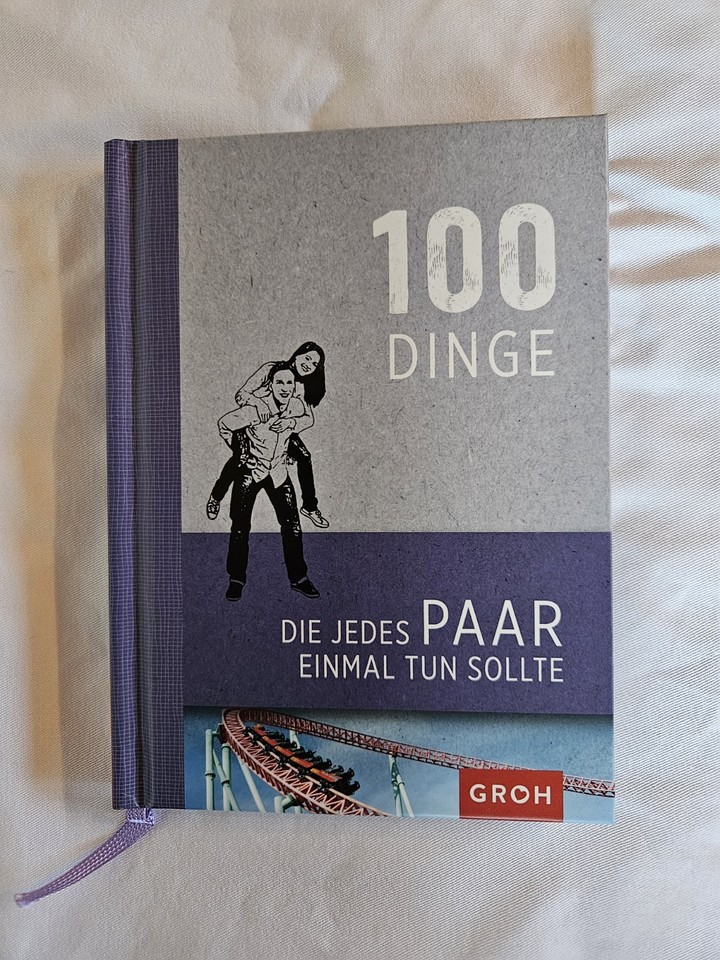 100
DINGE
DIE JEDES PAAR
EINMAL TUN SOLLTE
GROH